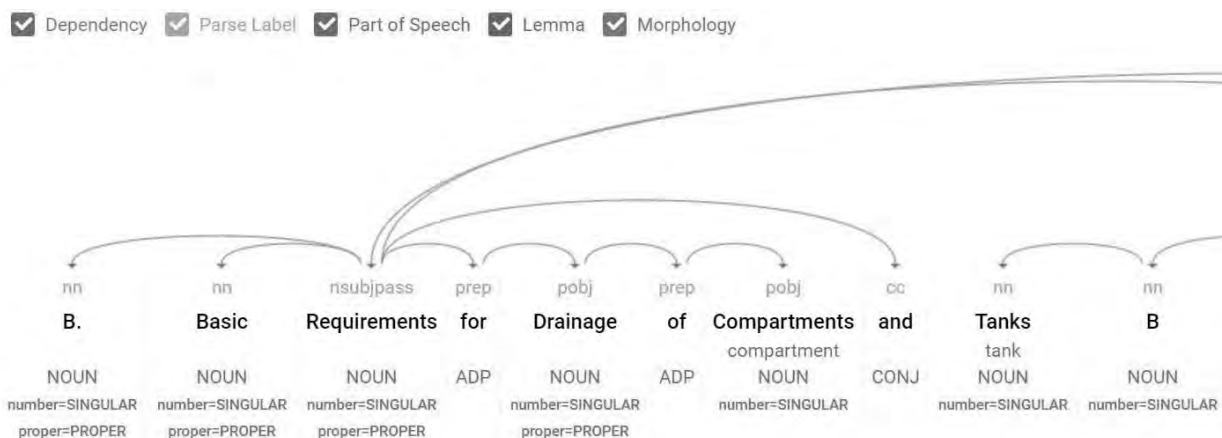 Dependency Parse Label Part of Speech Lemma Morphology
nn nn nsubjpass prep pobj prep pobj cc nn nn
B. Basic Requirements for Drainage of Compartments and Tanks B
compartment tank
NOUN NOUN NOUN ADP NOUN ADP NOUN CONJ NOUN NOUN
number=SINGULAR number=SINGULAR number=SINGULAR number=SINGULAR number=SINGULAR number=SINGULAR number=SINGULAR
proper=PROPER proper=PROPER proper=PROPER proper=PROPER